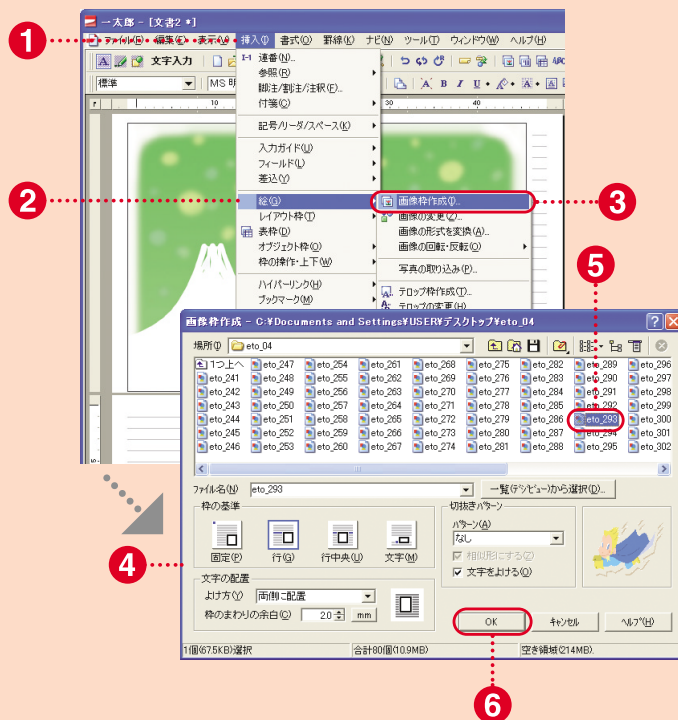 一太郎 - [文書2 *]
ファイル(F) 編集(E) 表示(V) 挿入(I) 書式(O) 罫線(K) ナビ(N) ツール(T) ウィンドウ(W) ヘルプ(H)
1
文字入力
標準 MS 明
10 30 40
連番(N)...
参照(R)
脚注/割注/注釈(F)...
付箋(C)
記号/リーダ/スペース(K)
入力ガイド(U)
フィールド(L)
差込(Y)
2
絵(G)
レイアウト枠(T)
表枠(D)
オブジェクト枠(O)
枠の操作・上下(W)
ハイパーリンク(H)
ブックマーク(M)
画像枠作成(I)...
3
画像の変更(Z)...
画像の形式を変換(A)...
画像の回転・反転(O)
写真の取り込み(P)...
テロップ枠作成(T)...
テロップの変更(H)
5
画像枠作成 - C:¥Documents and Settings¥USER¥デスクトップ¥eto_04
場所(I) eto_04
1つ上へ eto_247 eto_254 eto_261 eto_268 eto_275 eto_282 eto_289 eto_296
eto_241 eto_248 eto_255 eto_262 eto_269 eto_276 eto_283 eto_290 eto_297
eto_242 eto_249 eto_256 eto_263 eto_270 eto_277 eto_284 eto_291 eto_298
eto_243 eto_250 eto_257 eto_264 eto_271 eto_278 eto_285 eto_292 eto_299
eto_244 eto_251 eto_258 eto_265 eto_272 eto_279 eto_286 eto_293 eto_300
eto_245 eto_252 eto_259 eto_266 eto_273 eto_280 eto_287 eto_294 eto_301
eto_246 eto_253 eto_260 eto_267 eto_274 eto_281 eto_288 eto_295 eto_302
ファイル名(N) eto_293 一覧(デジビュー)から選択(D)...
4
枠の基準
固定(P) 行(G) 行中央(U) 文字(M)
切抜きパターン
パターン(A)
なし
相似形にする(Z)
文字をよける(O)
文字の配置
よけ方(Y) 両側に配置
枠のまわりの余白(C) 2.0 mm
OK キャンセル ヘルプ(H)
1個(67.5KB)選択 合計80個(10.9MB) 空き領域(214MB).
6